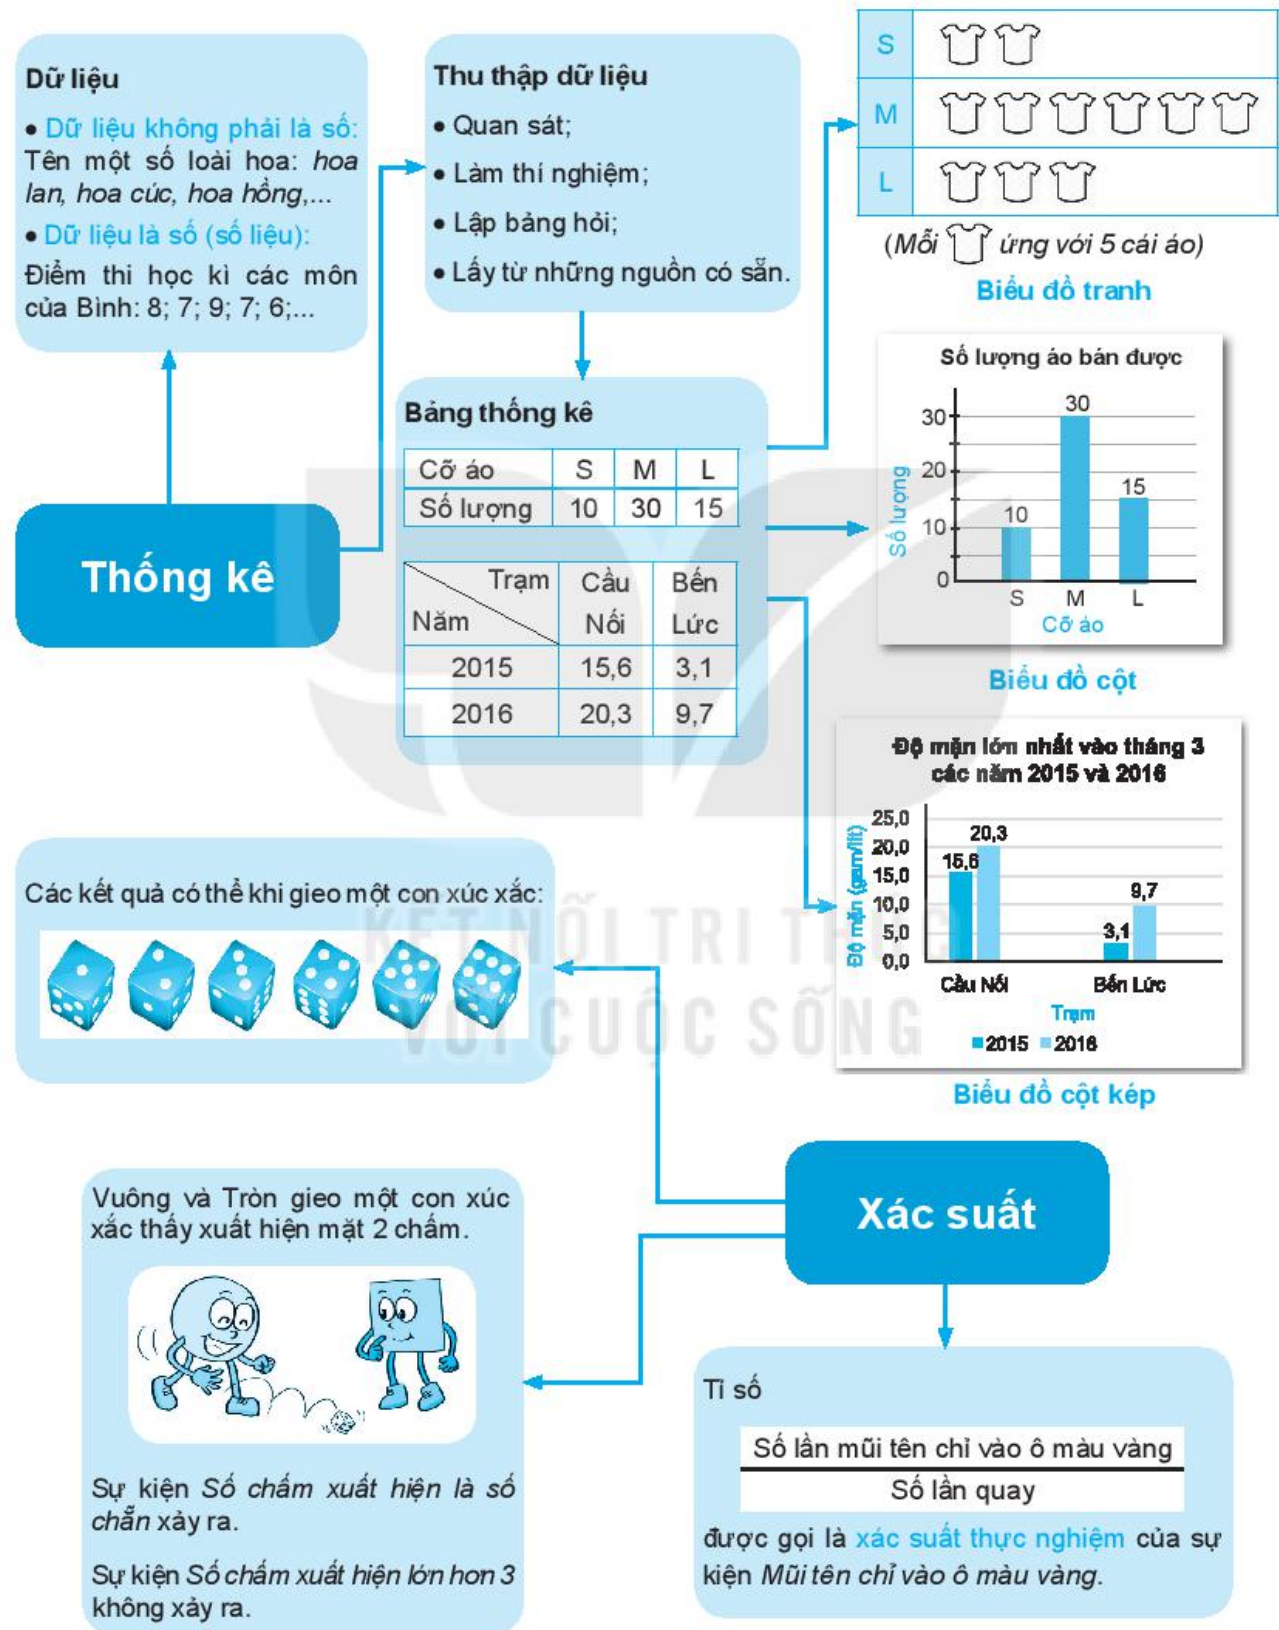 Dữ liệu
• Dữ liệu không phải là số:
Tên một số loài hoa: hoa
lan, hoa cúc, hoa hồng,...
• Dữ liệu là số (số liệu):
Điểm thi học kì các môn
của Bình: 8; 7; 9; 7; 6;...
Thu thập dữ liệu
• Quan sát;
• Làm thí nghiệm;
• Lập bảng hỏi;
• Lấy từ những nguồn có sẵn.
S
M
L
(Mỗi ứng với 5 cái áo)
Biểu đồ tranh
Thống kê
Bảng thống kê
Cỡ áo S M L
Số lượng 10 30 15
Trạm Cầu Bến
Năm Nối Lức
2015 15,6 3,1
2016 20,3 9,7
Số lượng áo bán được
Số lượng
30
20
10
0
10
30
15
S M L
Cỡ áo
Biểu đồ cột
Độ mặn lớn nhất vào tháng 3
các năm 2015 và 2016
Độ mặn (gam/lít)
25,0
20,0
15,0
10,0
5,0
0,0
15,6
20,3
3,1
9,7
Cầu Nối Bến Lức
Trạm
2015 2016
Biểu đồ cột kép
KẾT NỐI TRI THỨC
VỚI CUỘC SỐNG
Các kết quả có thể khi gieo một con xúc xắc:
Xác suất
Vuông và Tròn gieo một con xúc
xắc thấy xuất hiện mặt 2 chấm.
Sự kiện Số chấm xuất hiện là số
chẵn xảy ra.
Sự kiện Số chấm xuất hiện lớn hơn 3
không xảy ra.
Tỉ số
Số lần mũi tên chỉ vào ô màu vàng
Số lần quay
được gọi là xác suất thực nghiệm của sự
kiện Mũi tên chỉ vào ô màu vàng.